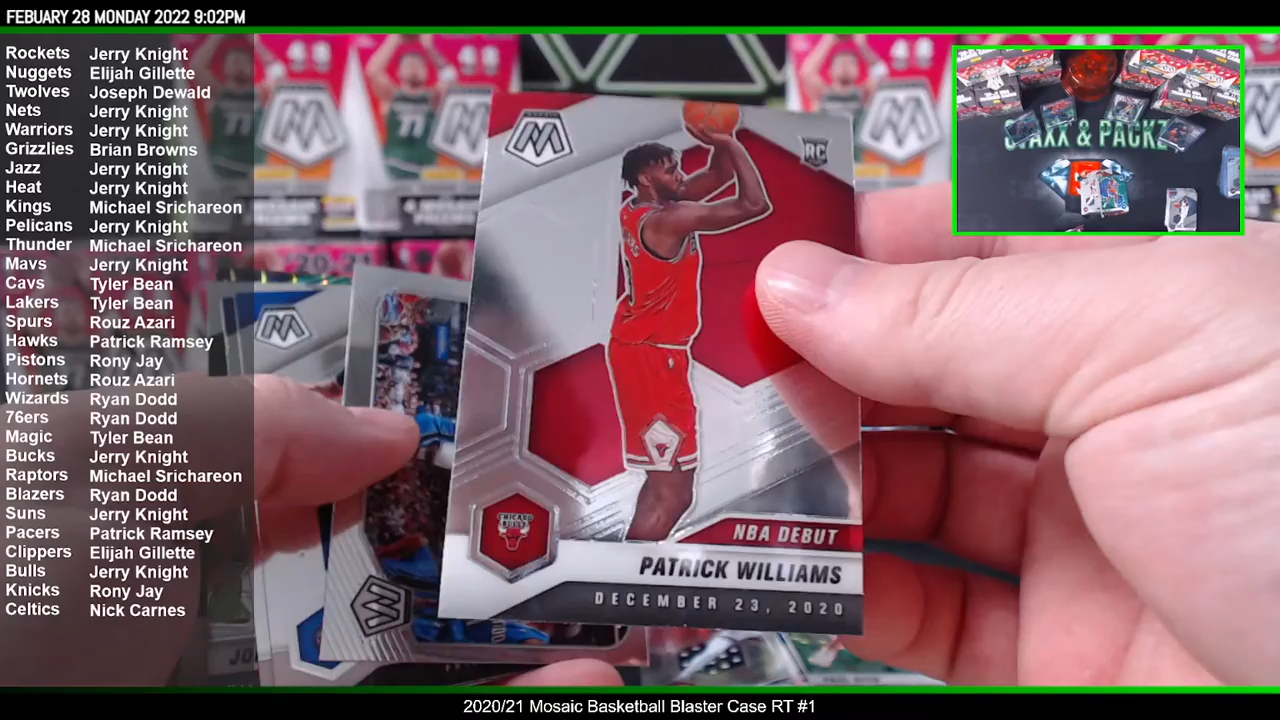 FEBUARY 28 MONDAY 2022 9:02PM
Rockets Jerry Knight
Nuggets Elijah Gillette
Twolves Joseph Dewald
Nets Jerry Knight
Warriors Jerry Knight
Grizzlies Brian Browns
Jazz Jerry Knight
Heat Jerry Knight
Kings Michael Srichareon
Pelicans Jerry Knight
Thunder Michael Srichareon
Mavs Jerry Knight
Cavs Tyler Bean
Lakers Tyler Bean
Spurs Rouz Azari
Hawks Patrick Ramsey
Pistons Rony Jay
Hornets Rouz Azari
Wizards Ryan Dodd
76ers Ryan Dodd
Magic Tyler Bean
Bucks Jerry Knight
Raptors Michael Srichareon
Blazers Ryan Dodd
Suns Jerry Knight
Pacers Patrick Ramsey
Clippers Elijah Gillette
Bulls Jerry Knight
Knicks Rony Jay
Celtics Nick Carnes
RC
CHICAGO
BULLS
NBA DEBUT
PATRICK WILLIAMS
DECEMBER 23, 2020
& PACKZ
2020/21 Mosaic Basketball Blaster Case RT #1